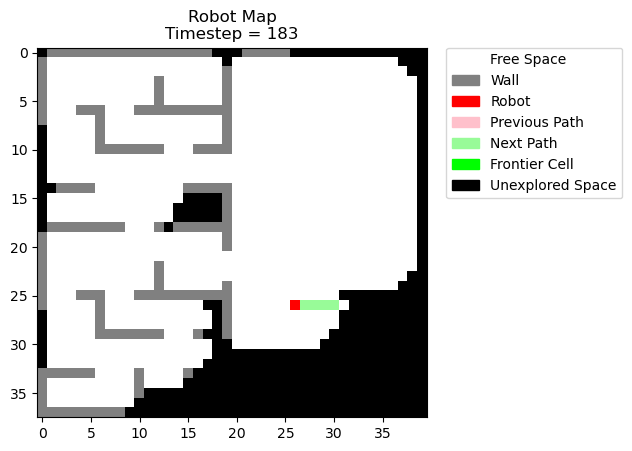 Robot Map
Timestep = 183
0
5
10
15
20
25
30
35
0
5
10
15
20
25
30
35
Free Space
Wall
Robot
Previous Path
Next Path
Frontier Cell
Unexplored Space